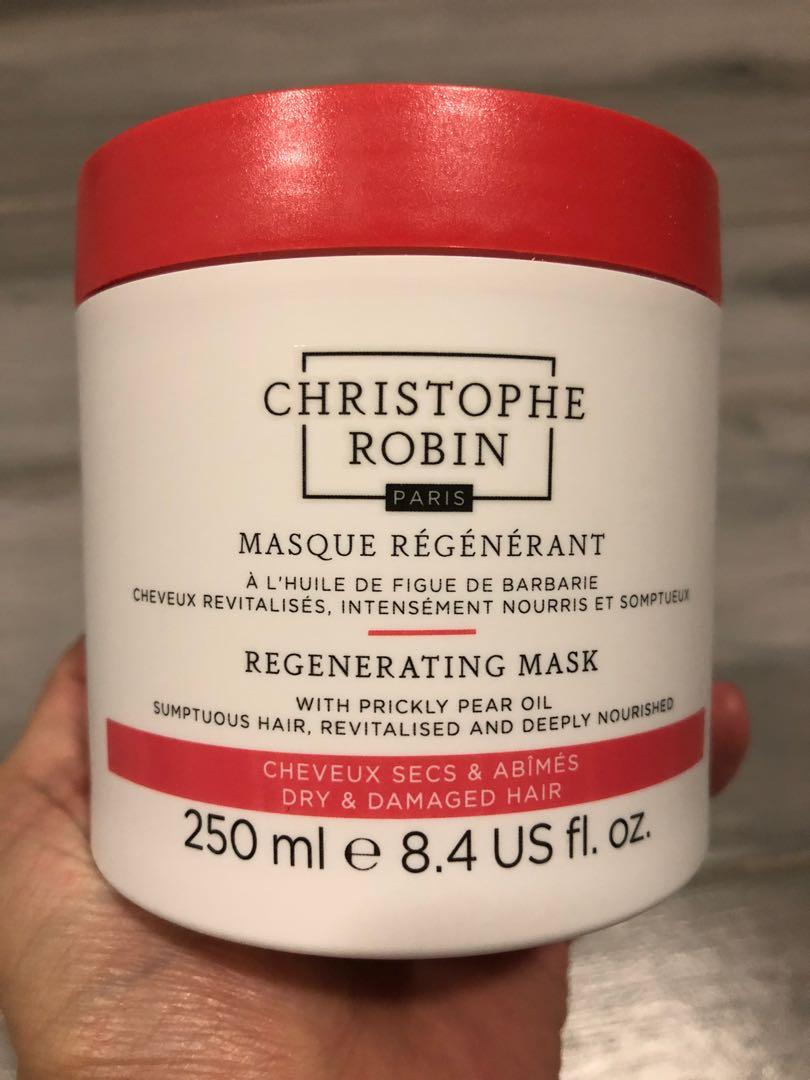 CHRISTOPHE
ROBIN
PARIS
MASQUE RÉGÉNÉRANT
À L'HUILE DE FIGUE DE BARBARIE
CHEVEUX REVITALISÉS, INTENSÉMENT NOURRIS ET SOMPTUEUX
REGENERATING MASK
WITH PRICKLY PEAR OIL
SUMPTUOUS HAIR, REVITALISED AND DEEPLY NOURISHED
CHEVEUX SECS & ABÎMÉS
DRY & DAMAGED HAIR
250 ml ℮ 8.4 US fl. oz.